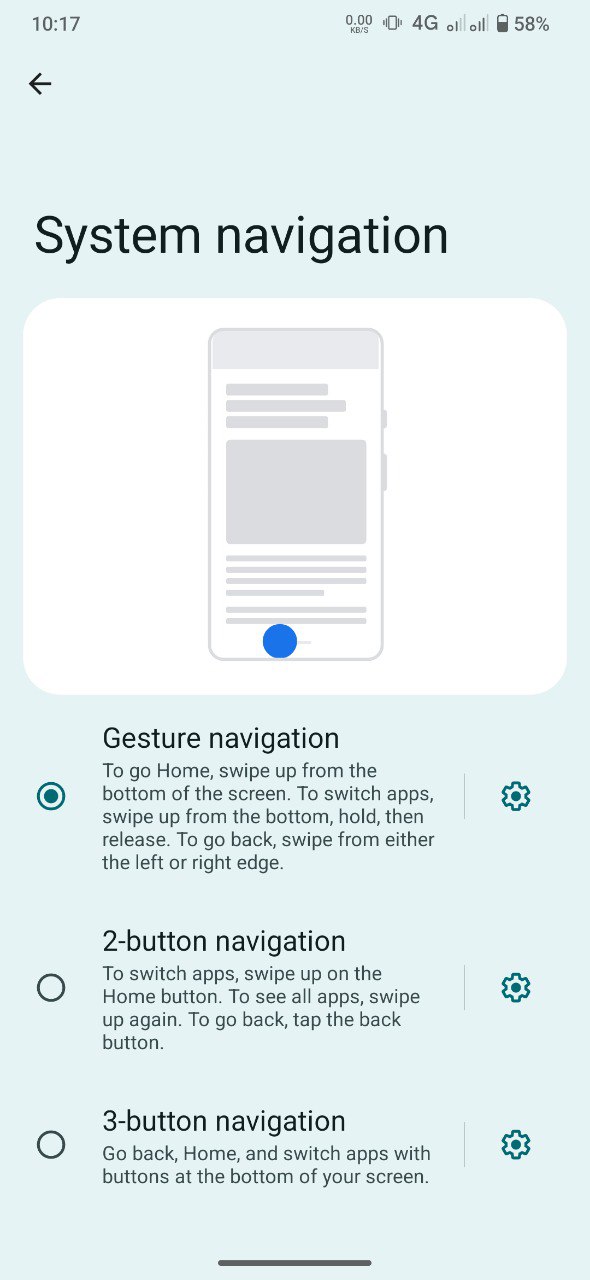 10:17
0.00
KB/S
4G
58%
System navigation
Gesture navigation
To go Home, swipe up from the
bottom of the screen. To switch apps,
swipe up from the bottom, hold, then
release. To go back, swipe from either
the left or right edge.
2-button navigation
To switch apps, swipe up on the
Home button. To see all apps, swipe
up again. To go back, tap the back
button.
3-button navigation
Go back, Home, and switch apps with
buttons at the bottom of your screen.